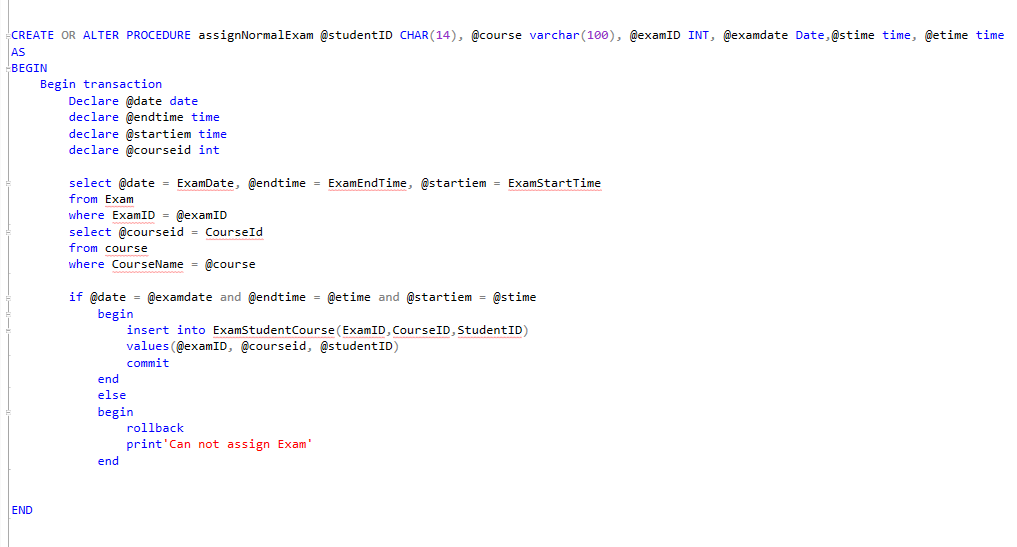 CREATE OR ALTER PROCEDURE assignNormalExam @studentID CHAR(14), @course varchar(100), @examID INT, @examdate Date,@stime time, @etime time
AS
BEGIN
Begin transaction
Declare @date date
declare @endtime time
declare @startiem time
declare @courseid int
select @date = ExamDate, @endtime = ExamEndTime, @startiem = ExamStartTime
from Exam
where ExamID = @examID
select @courseid = CourseId
from course
where CourseName = @course
if @date = @examdate and @endtime = @etime and @startiem = @stime
begin
insert into ExamStudentCourse(ExamID,CourseID,StudentID)
values(@examID, @courseid, @studentID)
commit
end
else
begin
rollback
print'Can not assign Exam'
end
END